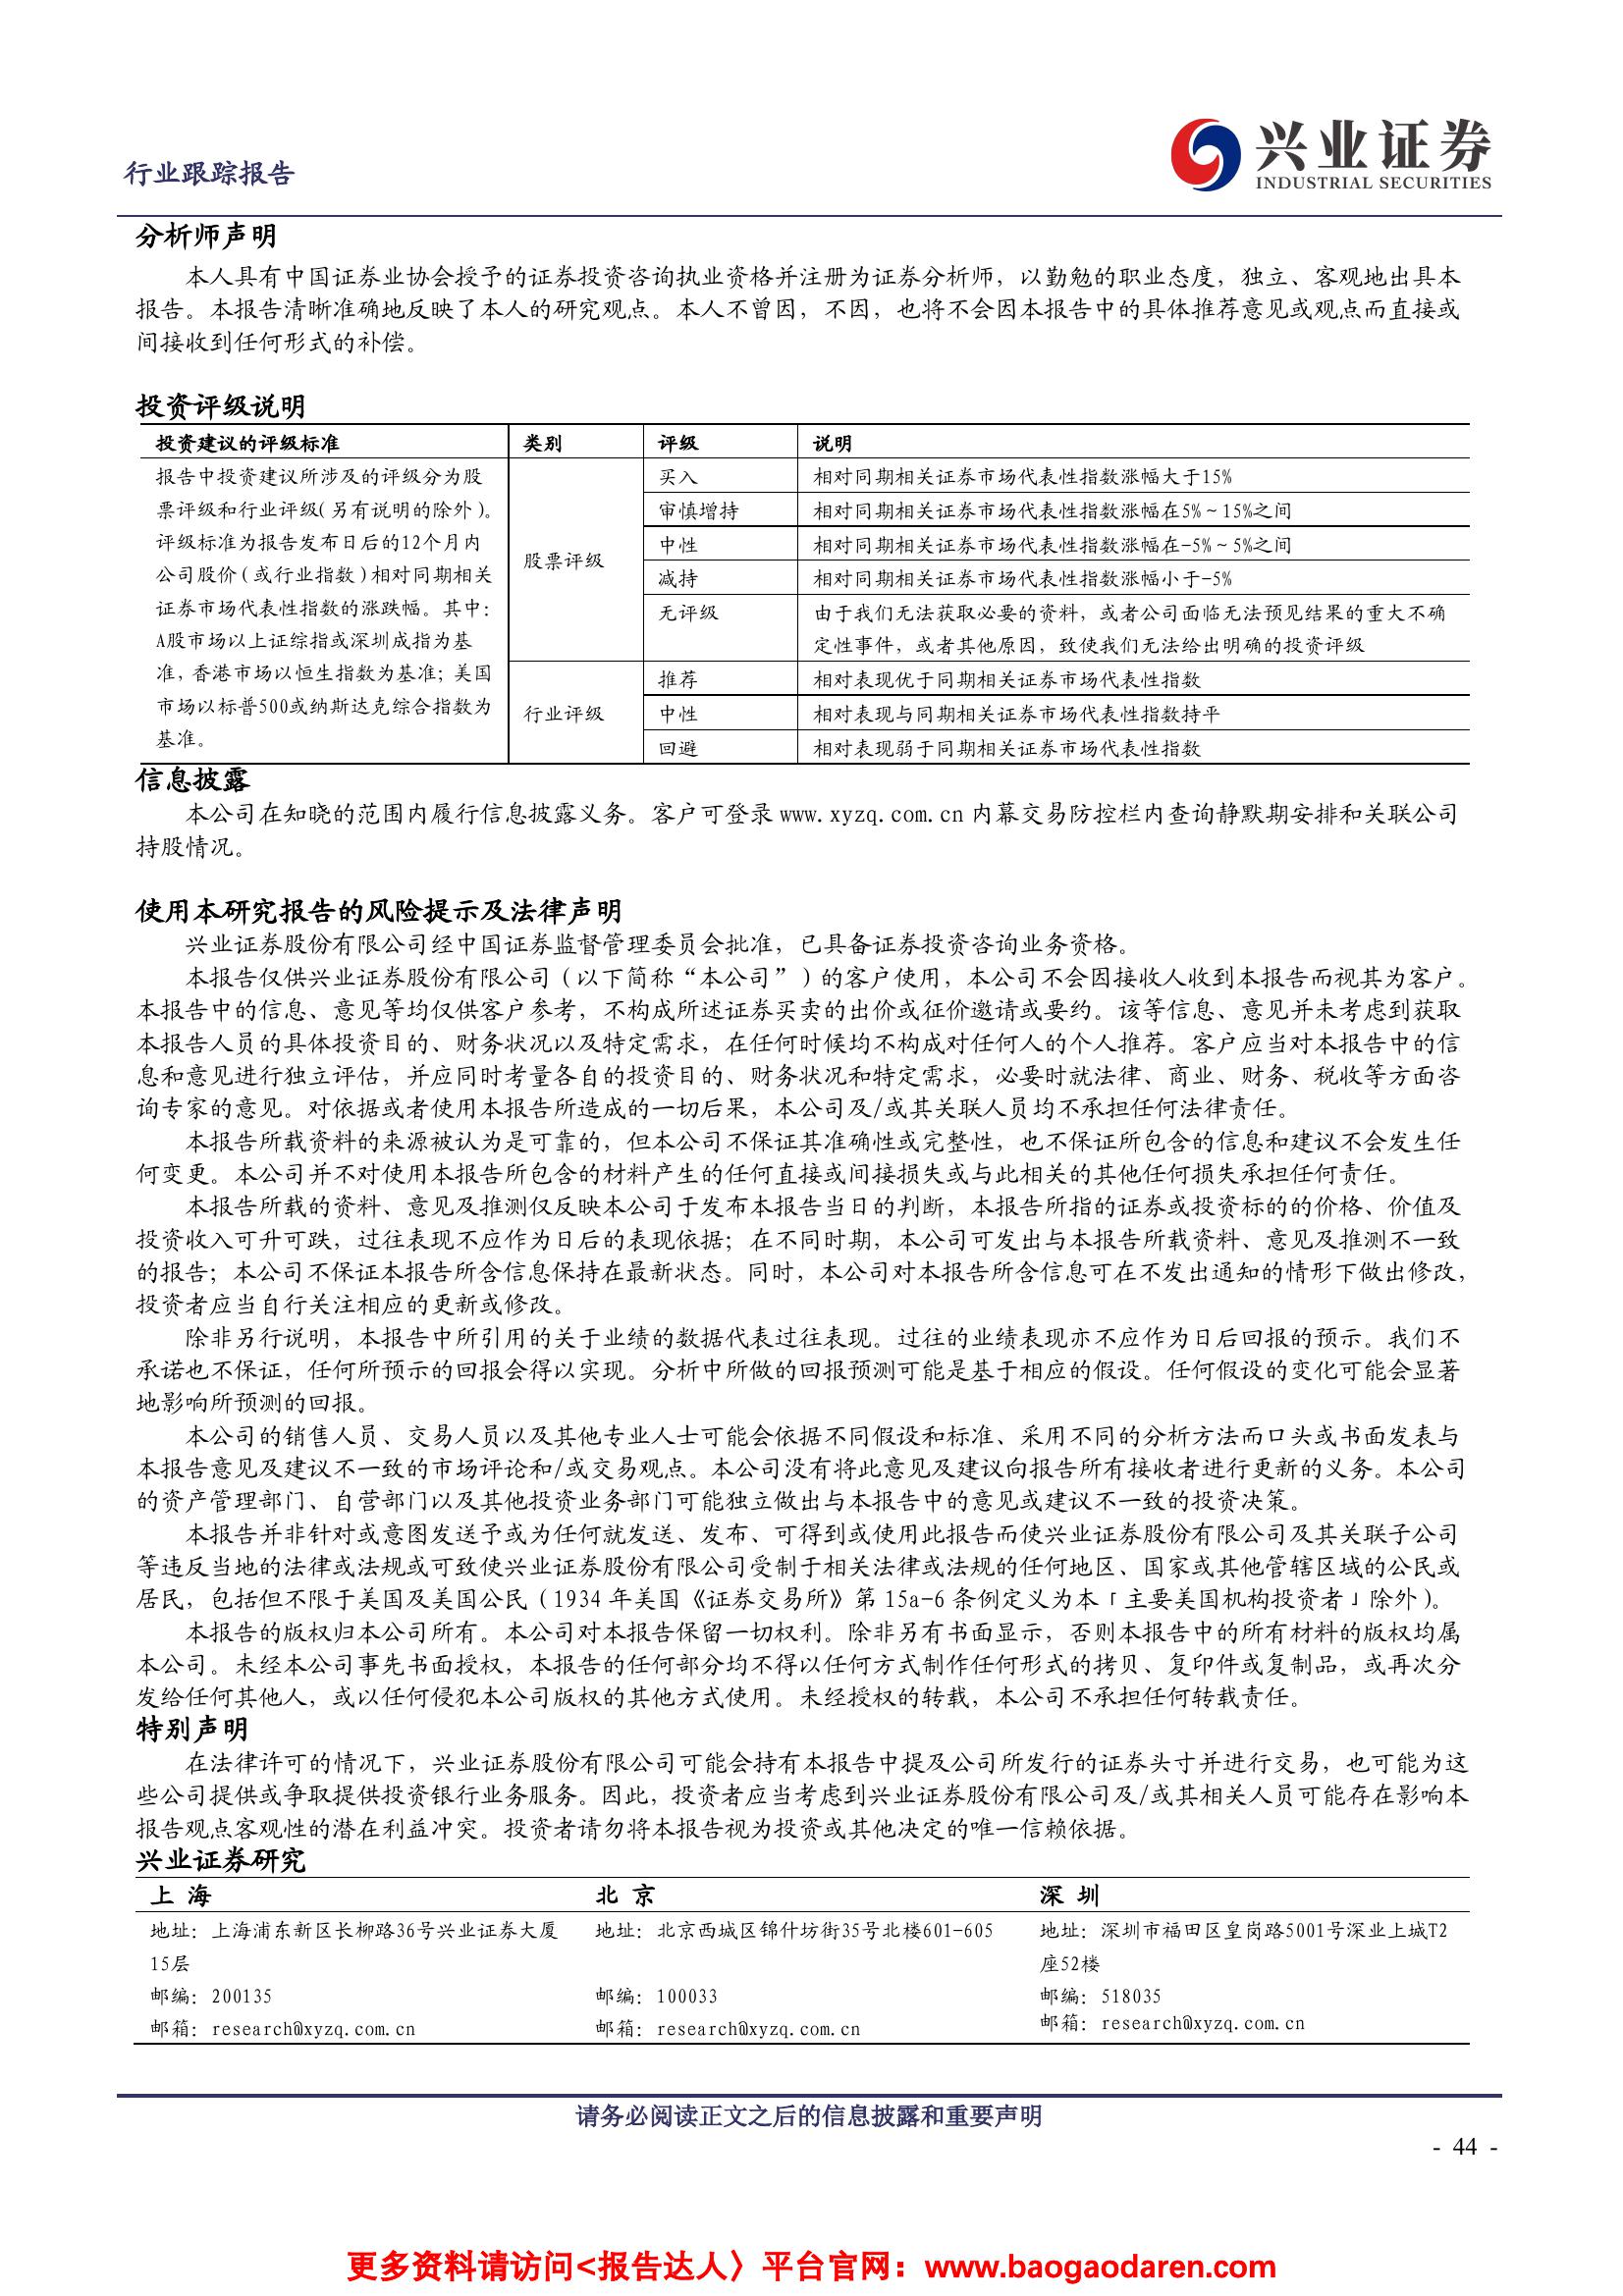 行业跟踪报告
兴业证券
INDUSTRIAL SECURITIES
分析师声明
本人具有中国证券业协会授予的证券投资咨询执业资格并注册为证券分析师，以勤勉的职业态度，独立、客观地出具本
报告。本报告清晰准确地反映了本人的研究观点。本人不曾因，不因，也将不会因本报告中的具体推荐意见或观点而直接或
间接收到任何形式的补偿。
投资评级说明
投资建议的评级标准 类别 评级 说明
报告中投资建议所涉及的评级分为股
票评级和行业评级(另有说明的除外)。
评级标准为报告发布日后的12个月内
公司股价(或行业指数)相对同期相关
证券市场代表性指数的涨跌幅。其中：
A股市场以上证综指或深圳成指为基
准，香港市场以恒生指数为基准；美国
市场以标普500或纳斯达克综合指数为
基准。
股票评级
买入 相对同期相关证券市场代表性指数涨幅大于15%
审慎增持 相对同期相关证券市场代表性指数涨幅在5%～15%之间
中性 相对同期相关证券市场代表性指数涨幅在-5%～5%之间
减持 相对同期相关证券市场代表性指数涨幅小于-5%
无评级 由于我们无法获取必要的资料，或者公司面临无法预见结果的重大不确
定性事件，或者其他原因，致使我们无法给出明确的投资评级
行业评级
推荐 相对表现优于同期相关证券市场代表性指数
中性 相对表现与同期相关证券市场代表性指数持平
回避 相对表现弱于同期相关证券市场代表性指数
信息披露
本公司在知晓的范围内履行信息披露义务。客户可登录 www.xyzq.com.cn 内幕交易防控栏内查询静默期安排和关联公司
持股情况。
使用本研究报告的风险提示及法律声明
兴业证券股份有限公司经中国证券监督管理委员会批准，已具备证券投资咨询业务资格。
本报告仅供兴业证券股份有限公司（以下简称“本公司”）的客户使用，本公司不会因接收人收到本报告而视其为客户。
本报告中的信息、意见等均仅供客户参考，不构成所述证券买卖的出价或征价邀请或要约。该等信息、意见并未考虑到获取
本报告人员的具体投资目的、财务状况以及特定需求，在任何时候均不构成对任何人的个人推荐。客户应当对本报告中的信
息和意见进行独立评估，并应同时考量各自的投资目的、财务状况和特定需求，必要时就法律、商业、财务、税收等方面咨
询专家的意见。对依据或者使用本报告所造成的一切后果，本公司及/或其关联人员均不承担任何法律责任。
本报告所载资料的来源被认为是可靠的，但本公司不保证其准确性或完整性，也不保证所包含的信息和建议不会发生任
何变更。本公司并不对使用本报告所包含的材料产生的任何直接或间接损失或与此相关的其他任何损失承担任何责任。
本报告所载的资料、意见及推测仅反映本公司于发布本报告当日的判断，本报告所指的证券或投资标的的价格、价值及
投资收入可升可跌，过往表现不应作为日后的表现依据；在不同时期，本公司可发出与本报告所载资料、意见及推测不一致
的报告；本公司不保证本报告所含信息保持在最新状态。同时，本公司对本报告所含信息可在不发出通知的情形下做出修改，
投资者应当自行关注相应的更新或修改。
除非另行说明，本报告中所引用的关于业绩的数据代表过往表现。过往的业绩表现亦不应作为日后回报的预示。我们不
承诺也不保证，任何所预示的回报会得以实现。分析中所做的回报预测可能是基于相应的假设。任何假设的变化可能会显著
地影响所预测的回报。
本公司的销售人员、交易人员以及其他专业人士可能会依据不同假设和标准、采用不同的分析方法而口头或书面发表与
本报告意见及建议不一致的市场评论和/或交易观点。本公司没有将此意见及建议向报告所有接收者进行更新的义务。本公司
的资产管理部门、自营部门以及其他投资业务部门可能独立做出与本报告中的意见或建议不一致的投资决策。
本报告并非针对或意图发送予或为任何就发送、发布、可得到或使用此报告而使兴业证券股份有限公司及其关联子公司
等违反当地的法律或法规或可致使兴业证券股份有限公司受制于相关法律或法规的任何地区、国家或其他管辖区域的公民或
居民，包括但不限于美国及美国公民（1934 年美国《证券交易所》第 15a-6 条例定义为本「主要美国机构投资者」除外）。
本报告的版权归本公司所有。本公司对本报告保留一切权利。除非另有书面显示，否则本报告中的所有材料的版权均属
本公司。未经本公司事先书面授权，本报告的任何部分均不得以任何方式制作任何形式的拷贝、复印件或复制品，或再次分
发给任何其他人，或以任何侵犯本公司版权的其他方式使用。未经授权的转载，本公司不承担任何转载责任。
特别声明
在法律许可的情况下，兴业证券股份有限公司可能会持有本报告中提及公司所发行的证券头寸并进行交易，也可能为这
些公司提供或争取提供投资银行业务服务。因此，投资者应当考虑到兴业证券股份有限公司及/或其相关人员可能存在影响本
报告观点客观性的潜在利益冲突。投资者请勿将本报告视为投资或其他决定的唯一信赖依据。
兴业证券研究
上 海 北 京 深 圳
地址：上海浦东新区长柳路36号兴业证券大厦 地址：北京西城区锦什坊街35号北楼601-605 地址：深圳市福田区皇岗路5001号深业上城T2
15层 座52楼
邮编：200135 邮编：100033 邮编：518035
邮箱：research@xyzq.com.cn 邮箱：research@xyzq.com.cn 邮箱：research@xyzq.com.cn
请务必阅读正文之后的信息披露和重要声明
- 44 -
更多资料请访问<报告达人〉平台官网：www.baogaodaren.com